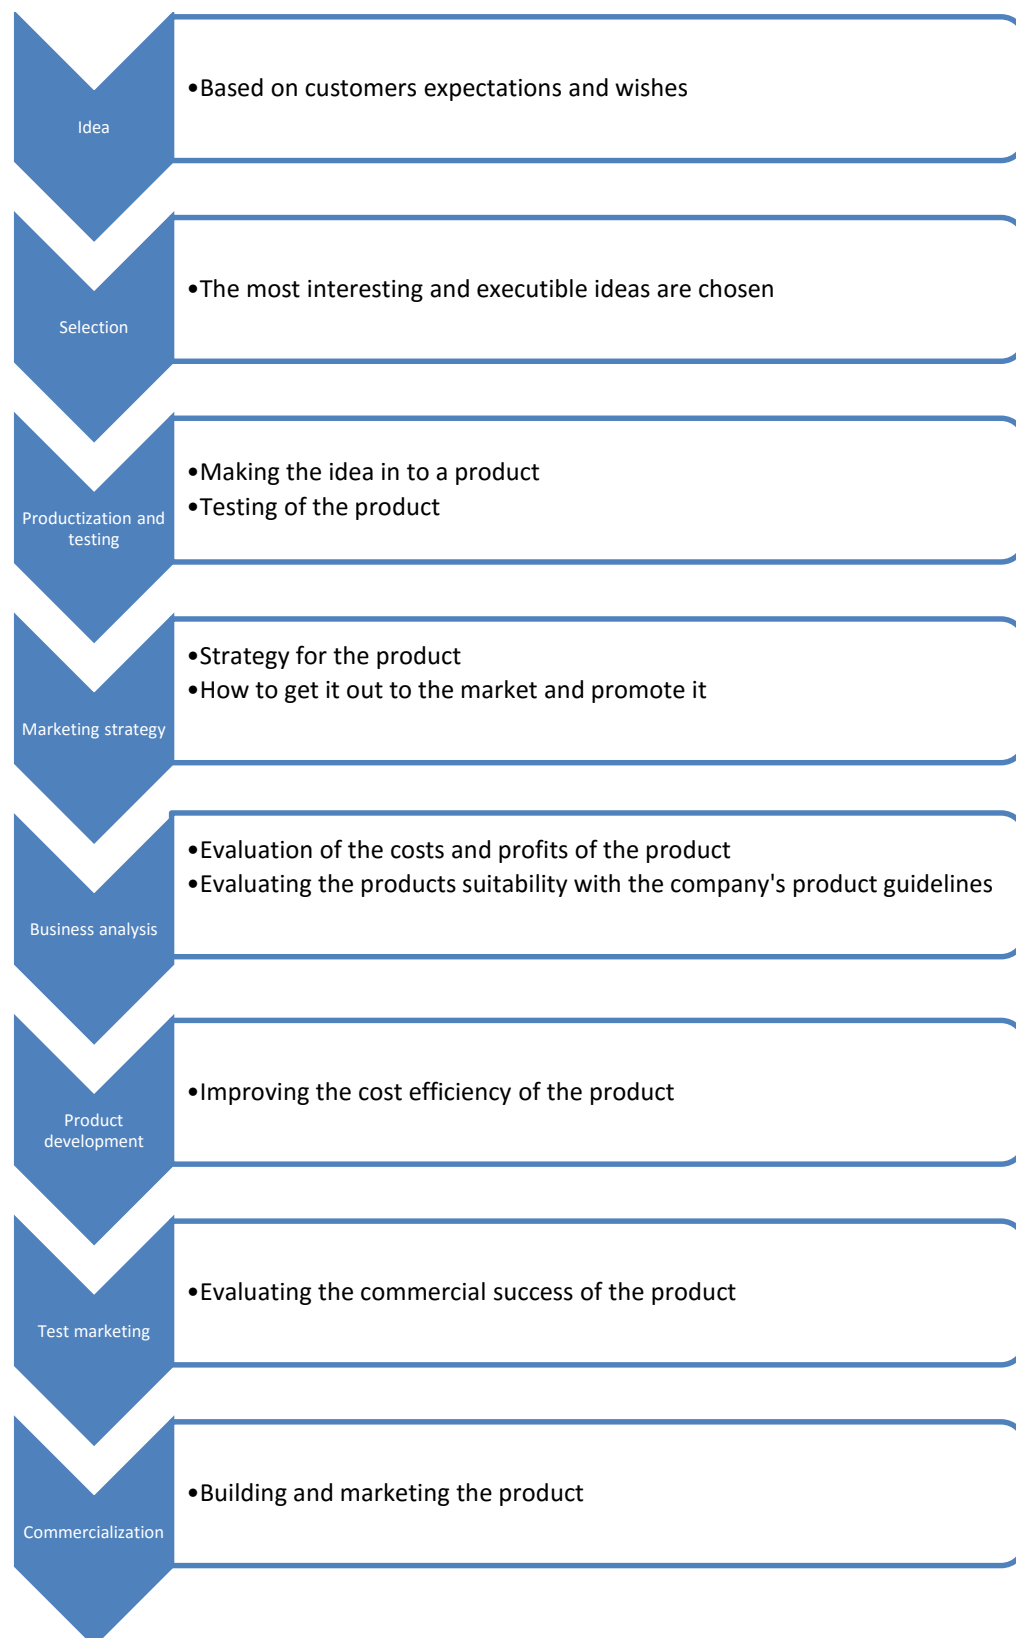 Idea
•Based on customers expectations and wishes
Selection
•The most interesting and executible ideas are chosen
Productization and
testing
•Making the idea in to a product
•Testing of the product
Marketing strategy
•Strategy for the product
•How to get it out to the market and promote it
Business analysis
•Evaluation of the costs and profits of the product
•Evaluating the products suitability with the company's product guidelines
Product
development
•Improving the cost efficiency of the product
Test marketing
•Evaluating the commercial success of the product
Commercialization
•Building and marketing the product